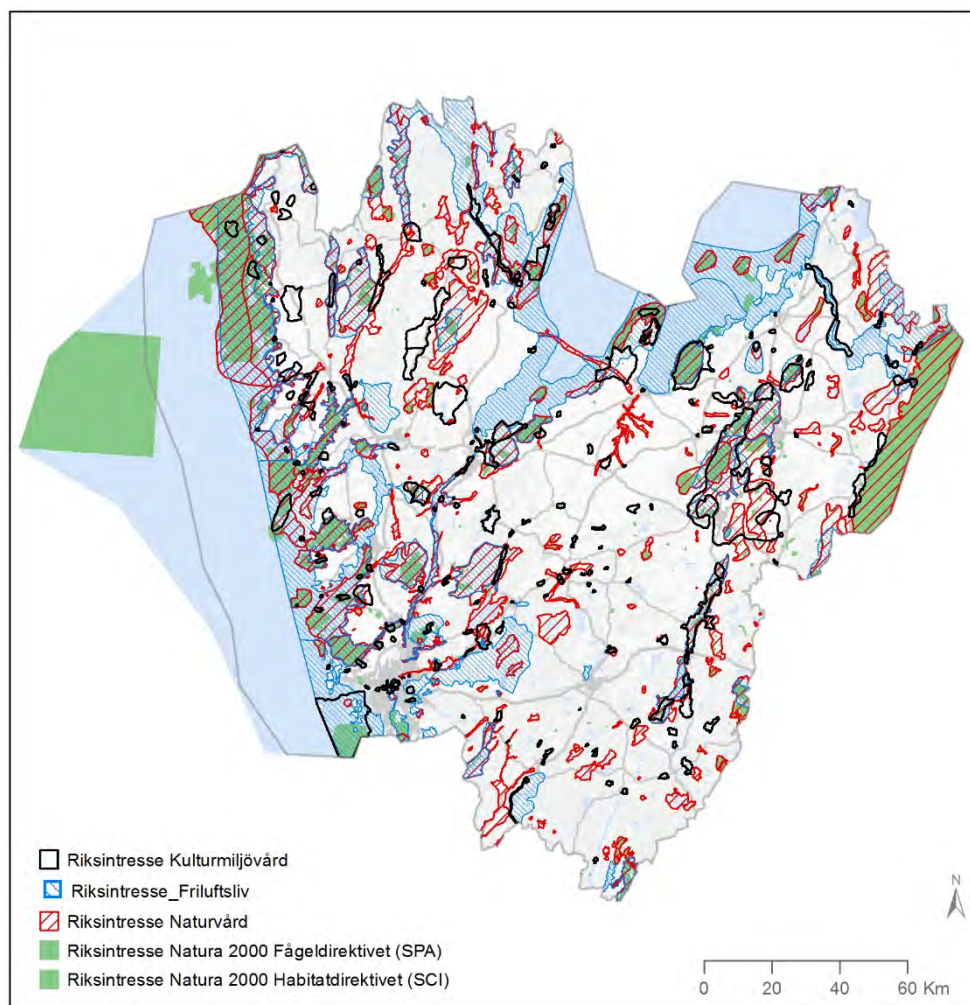 Riksintresse Kulturmiljövård
Riksintresse_Friluftsliv
Riksintresse Naturvård
Riksintresse Natura 2000 Fågeldirektivet (SPA)
Riksintresse Natura 2000 Habitatdirektivet (SCI)
N
0 20 40 60 Km